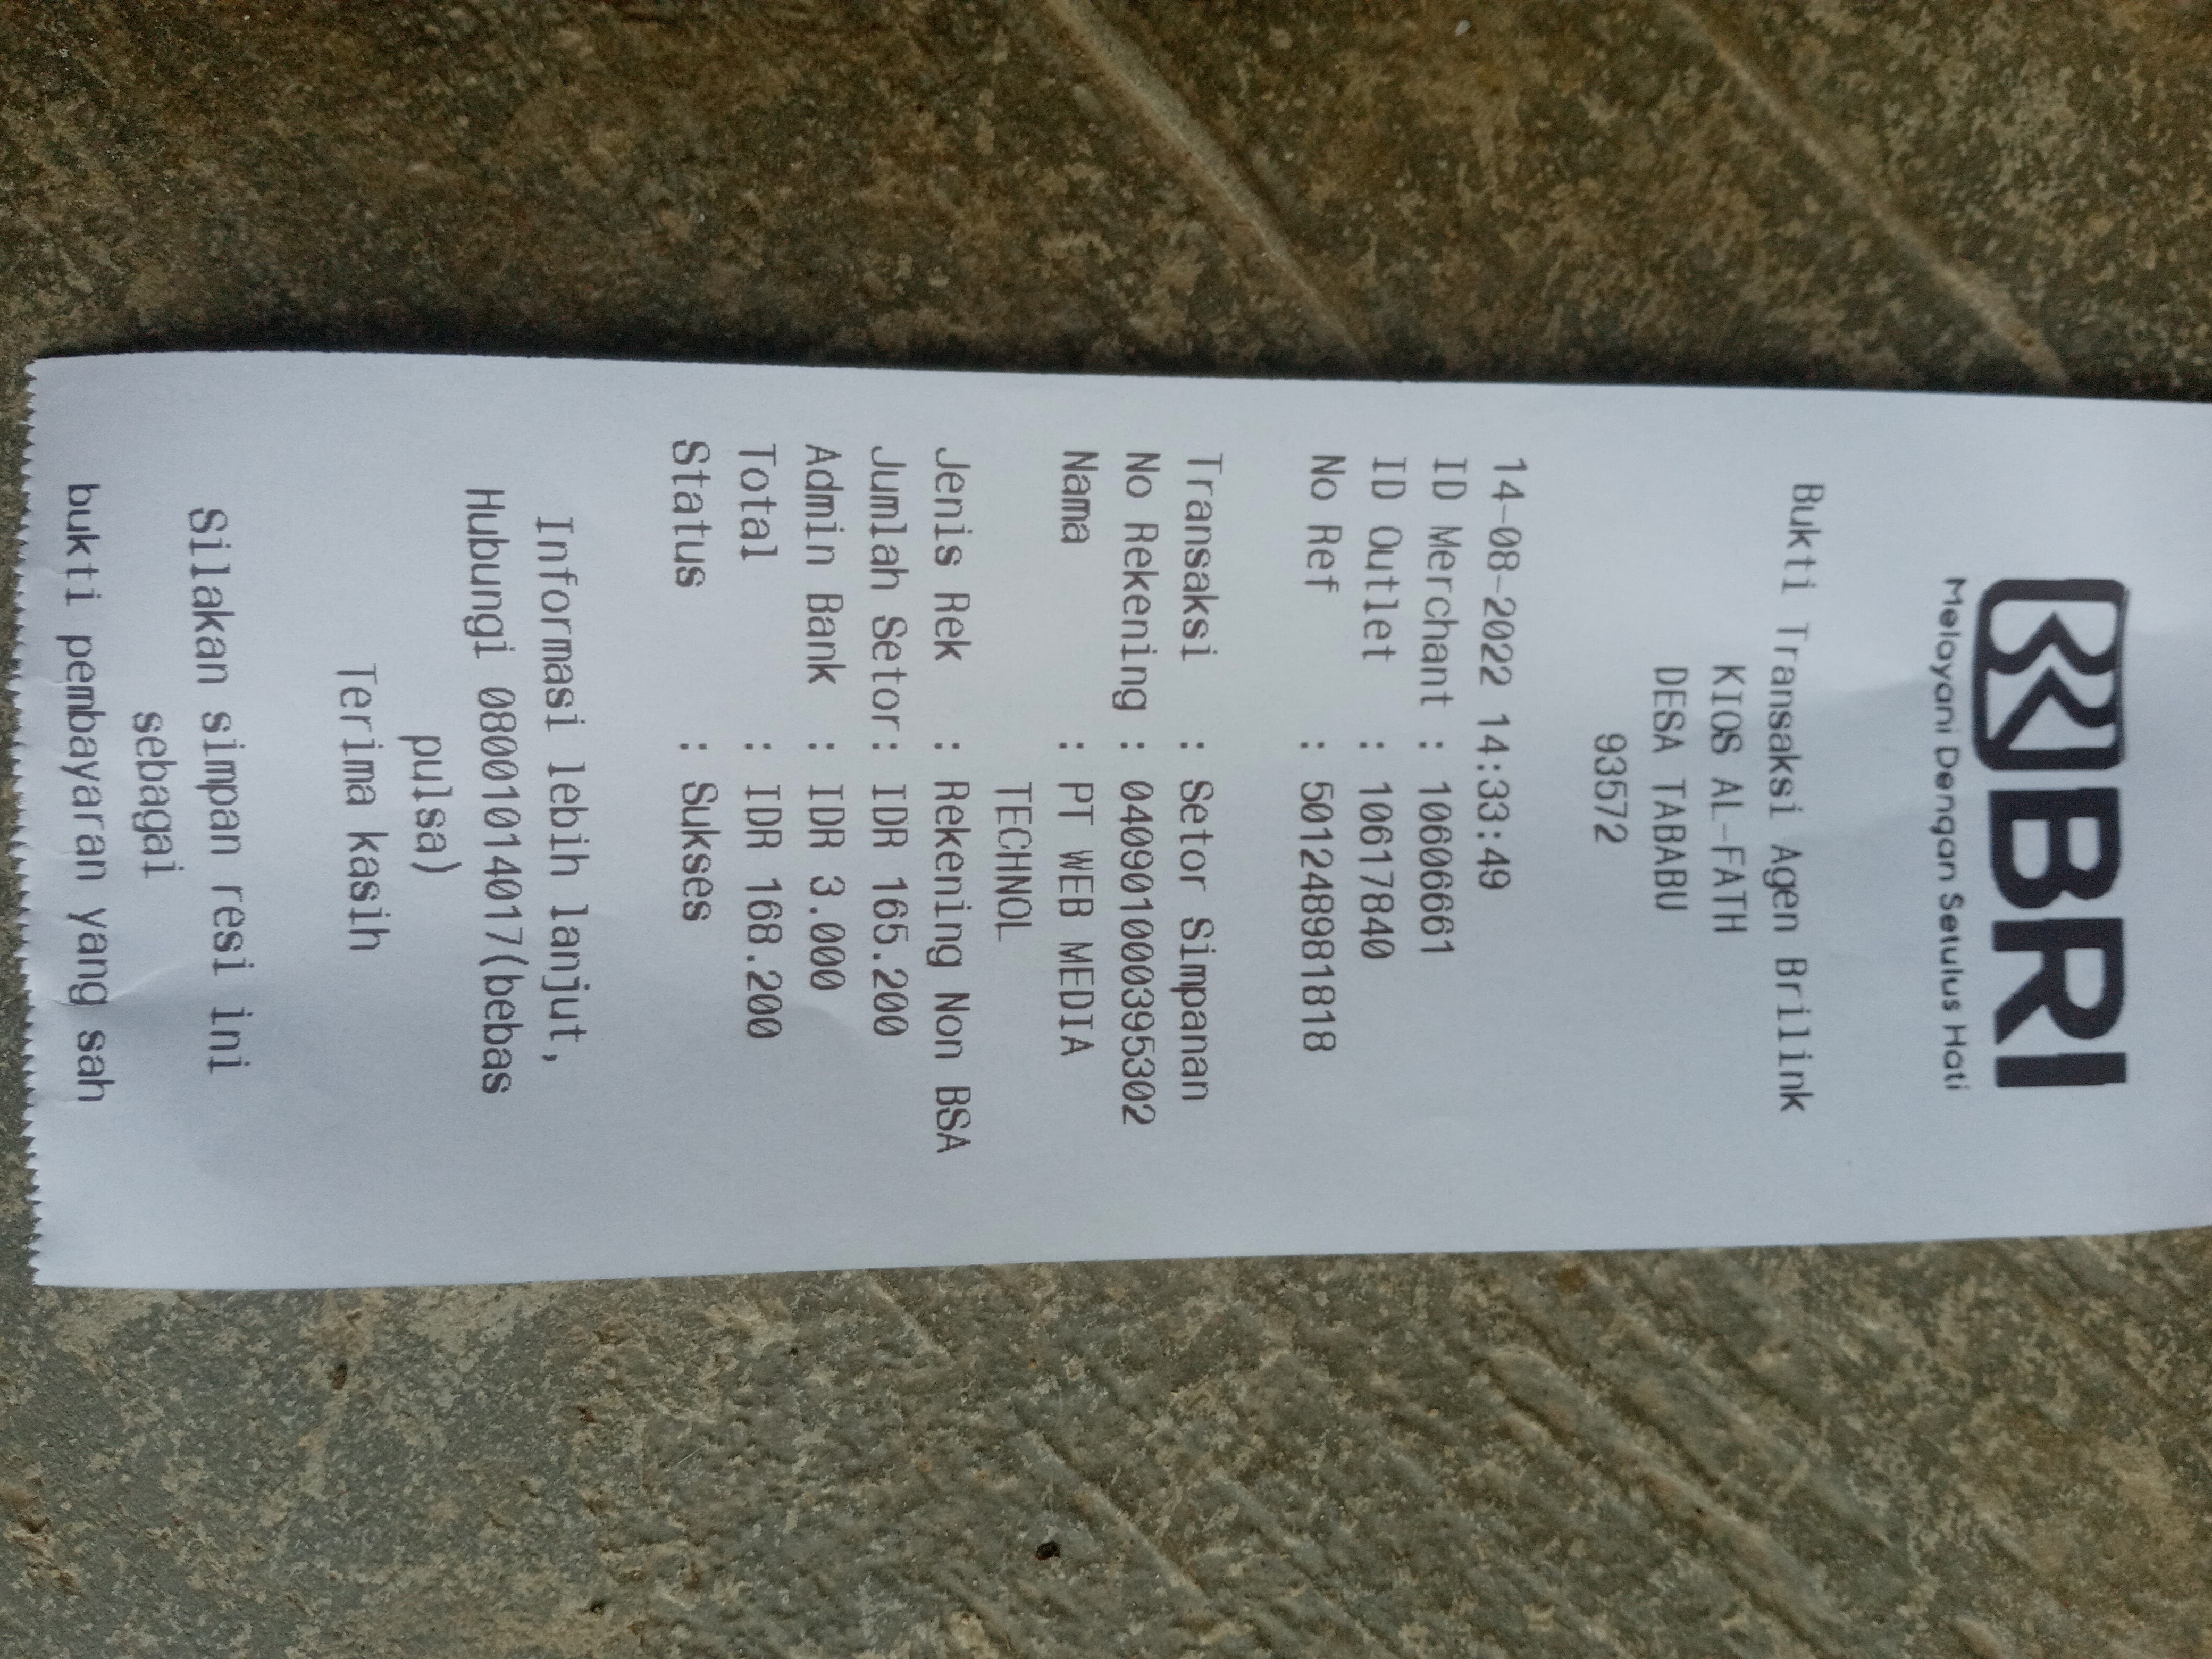 BRI
Melayani Dengan Setulus Hati
Bukti Transaksi Agen Brilink
KIOS AL-FATH
DESA TABABU
93572
14-08-2022 14:33:49
ID Merchant : 10606661
ID Outlet : 10617840
No Ref : 501248981818
Transaksi : Setor Simpanan
No Rekening : 040901000395302
Nama : PT WEB MEDIA
TECHNOL
Jenis Rek : Rekening Non BSA
Jumlah Setor: IDR 165.200
Admin Bank : IDR 3.000
Total : IDR 168.200
Status : Sukses
Informasi lebih lanjut,
Hubungi 08001014017(bebas
pulsa)
Terima kasih
Silakan simpan resi ini
sebagai
bukti pembayaran yang sah